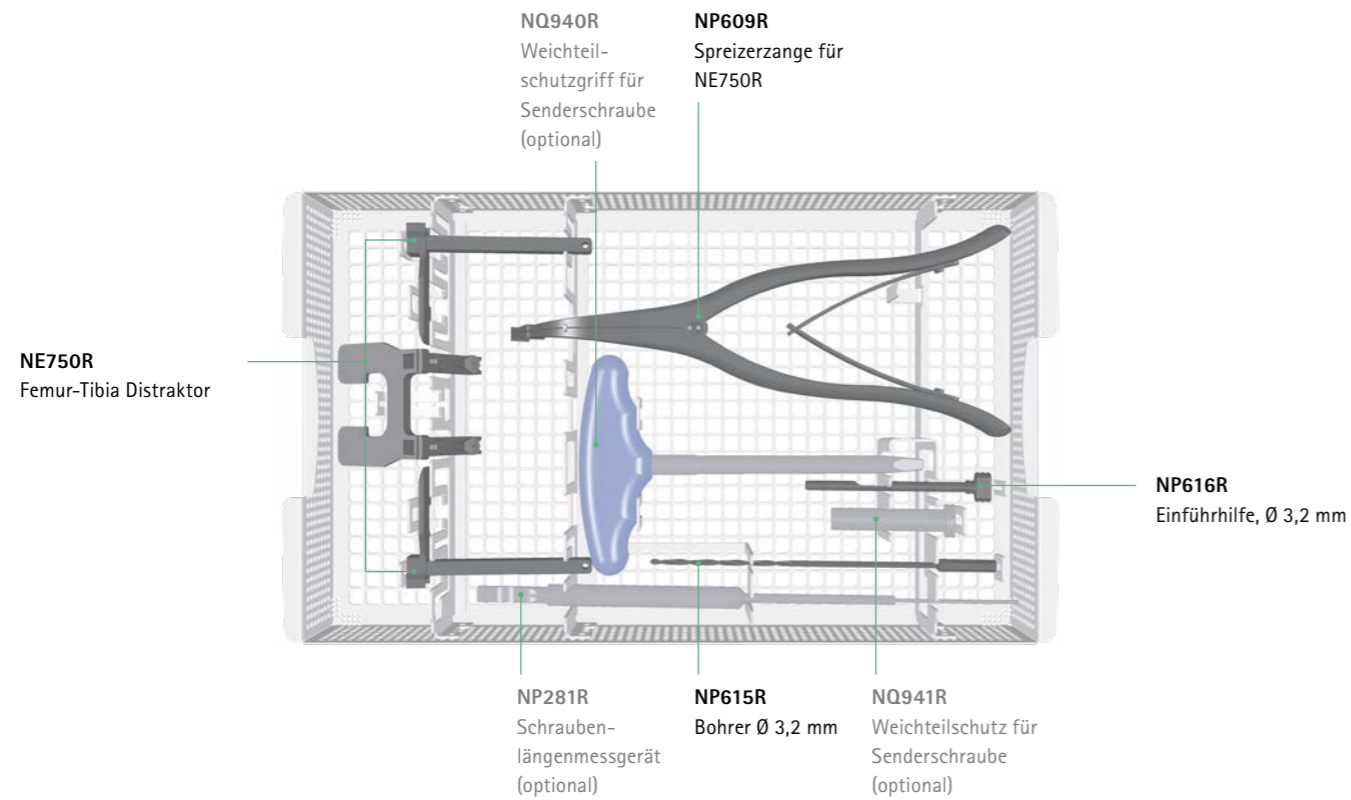 NQ940R
Weichteil-
schutzgriff für
Senderschraube
(optional)
NP609R
Spreizerzange für
NE750R
NE750R
Femur-Tibia Distraktor
NP616R
Einführhilfe, Ø 3,2 mm
NP281R
Schrauben-
längenmessgerät
(optional)
NP615R
Bohrer Ø 3,2 mm
NQ941R
Weichteilschutz für
Senderschraube
(optional)